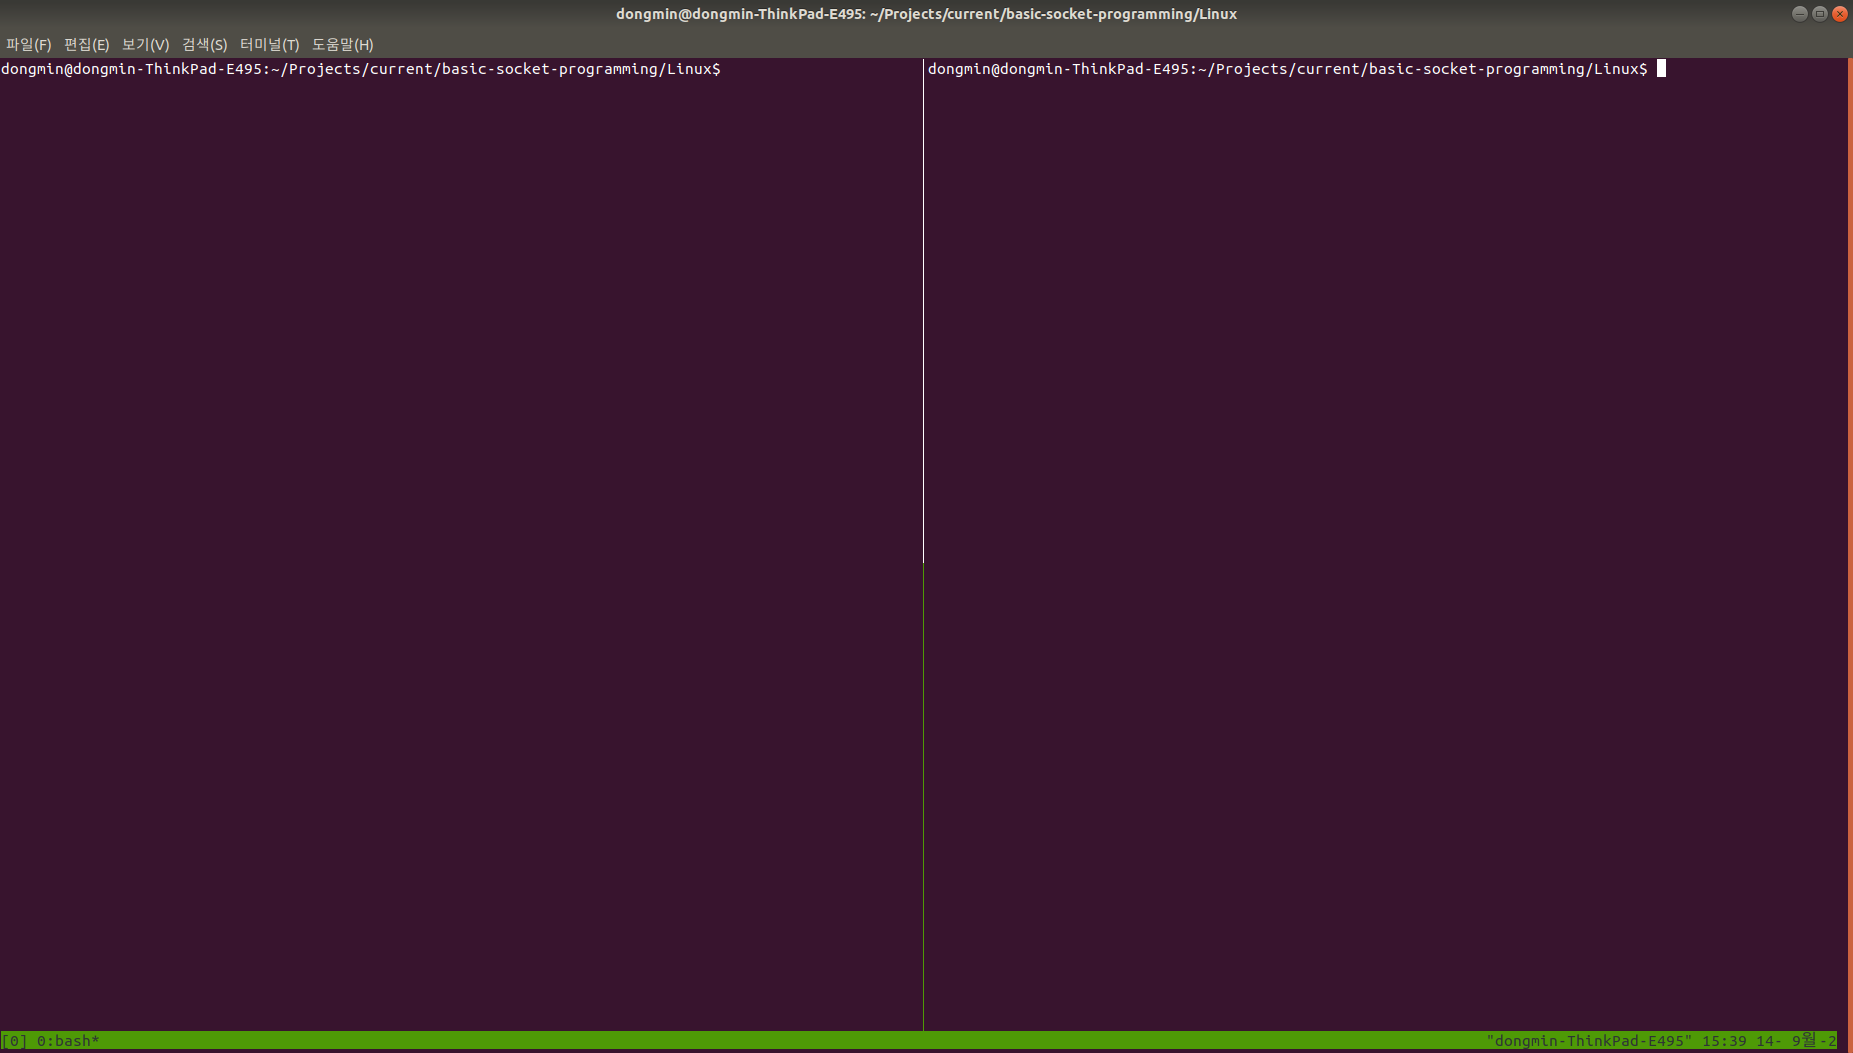 dongmin@dongmin-ThinkPad-E495: ~/Projects/current/basic-socket-programming/Linux
파일(F) 편집(E) 보기(V) 검색(S) 터미널(T) 도움말(H)
dongmin@dongmin-ThinkPad-E495:~/Projects/current/basic-socket-programming/Linux$
dongmin@dongmin-ThinkPad-E495:~/Projects/current/basic-socket-programming/Linux$
[0] 0:bash* "dongmin-ThinkPad-E495" 15:39 14- 9월-2